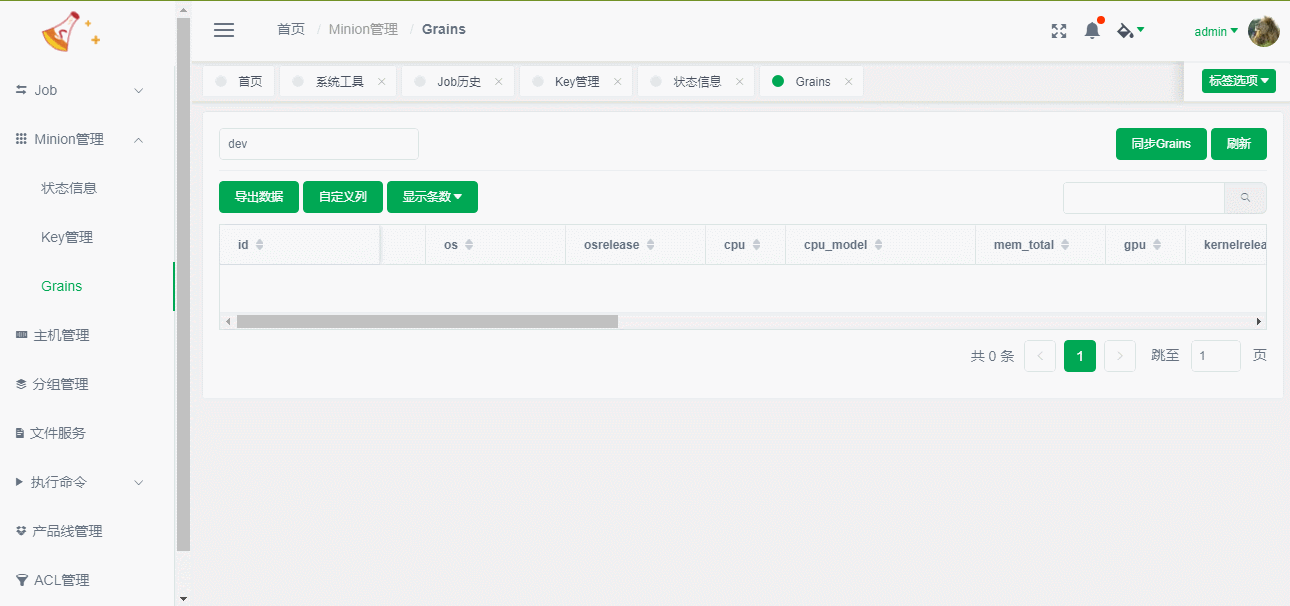 首页 / Minion管理 / Grains
admin
首页
系统工具
Job历史
Key管理
状态信息
Grains
标签选项
Job
Minion管理
状态信息
Key管理
Grains
主机管理
分组管理
文件服务
执行命令
产品线管理
ACL管理
dev
同步Grains
刷新
导出数据
自定义列
显示条数
id
os
osrelease
cpu
cpu_model
mem_total
gpu
kernelrelea
共 0 条
1
跳至
1
页